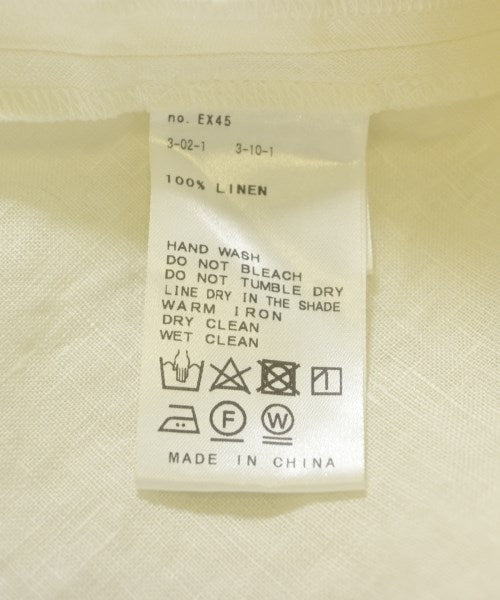 no. EX45
3-02-1 3-10-1
100% LINEN
HAND WASH
DO NOT BLEACH
DO NOT TUMBLE DRY
LINE DRY IN THE SHADE
WARM IRON
DRY CLEAN
WET CLEAN
F W
MADE IN CHINA